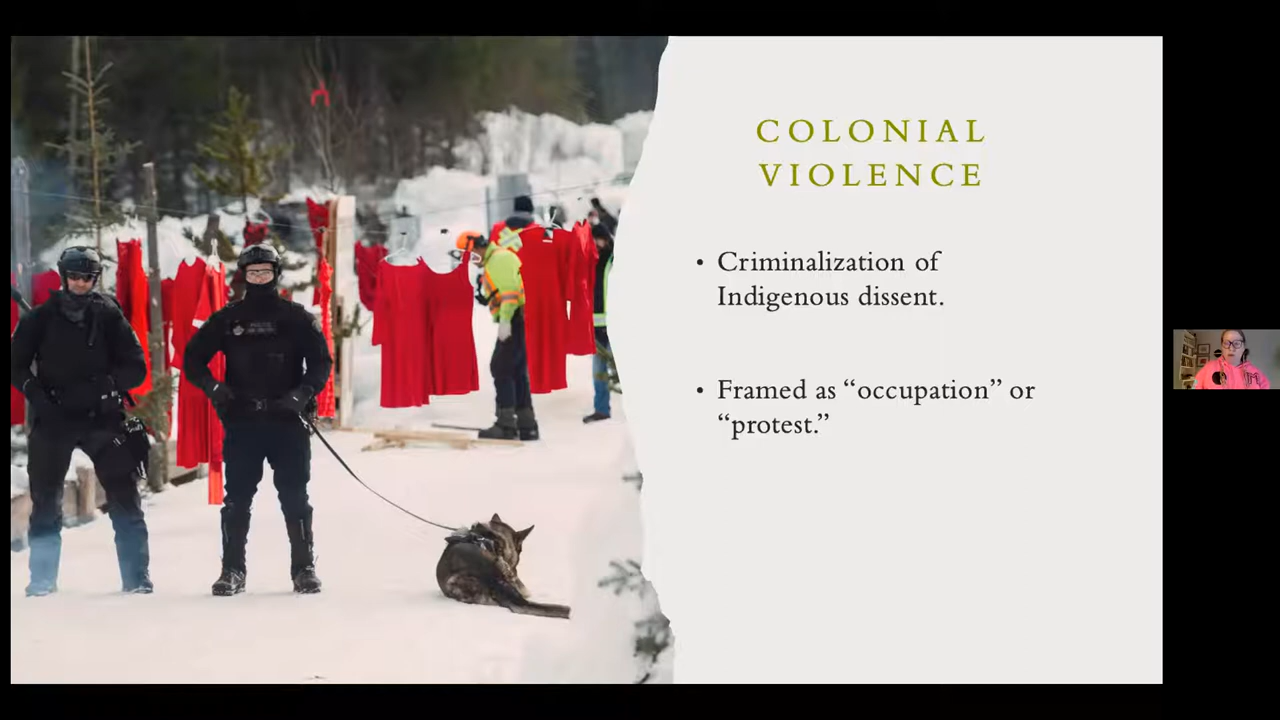 COLONIAL
VIOLENCE
• Criminalization of
Indigenous dissent.
• Framed as “occupation” or
“protest.”